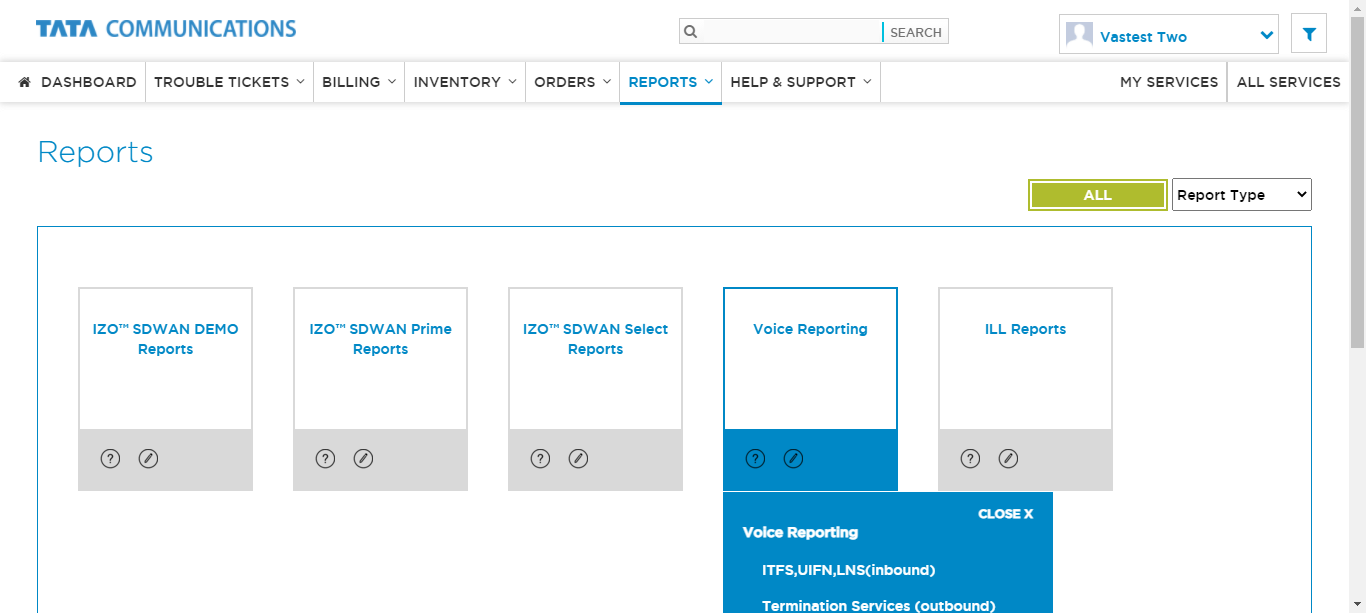 TATA COMMUNICATIONS
SEARCH
Vastest Two
DASHBOARD
TROUBLE TICKETS
BILLING
INVENTORY
ORDERS
REPORTS
HELP & SUPPORT
MY SERVICES
ALL SERVICES
Reports
ALL
Report Type
IZO™ SDWAN DEMO
Reports
IZO™ SDWAN Prime
Reports
IZO™ SDWAN Select
Reports
Voice Reporting
ILL Reports
?
?
?
?
?
CLOSE X
Voice Reporting
ITFS,UIFN,LNS(inbound)
Termination Services (outbound)